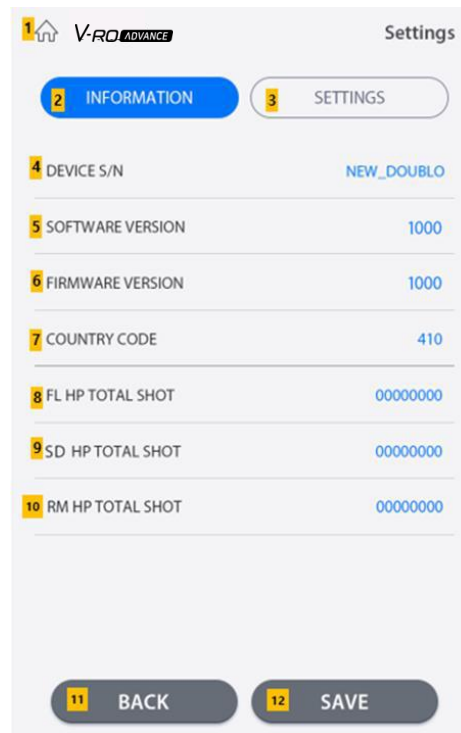 1 V-RO ADVANCE Settings
2 INFORMATION 3 SETTINGS
4 DEVICE S/N NEW_DOUBLO
5 SOFTWARE VERSION 1000
6 FIRMWARE VERSION 1000
7 COUNTRY CODE 410
8 FL HP TOTAL SHOT 00000000
9 SD HP TOTAL SHOT 00000000
10 RM HP TOTAL SHOT 00000000
11 BACK 12 SAVE